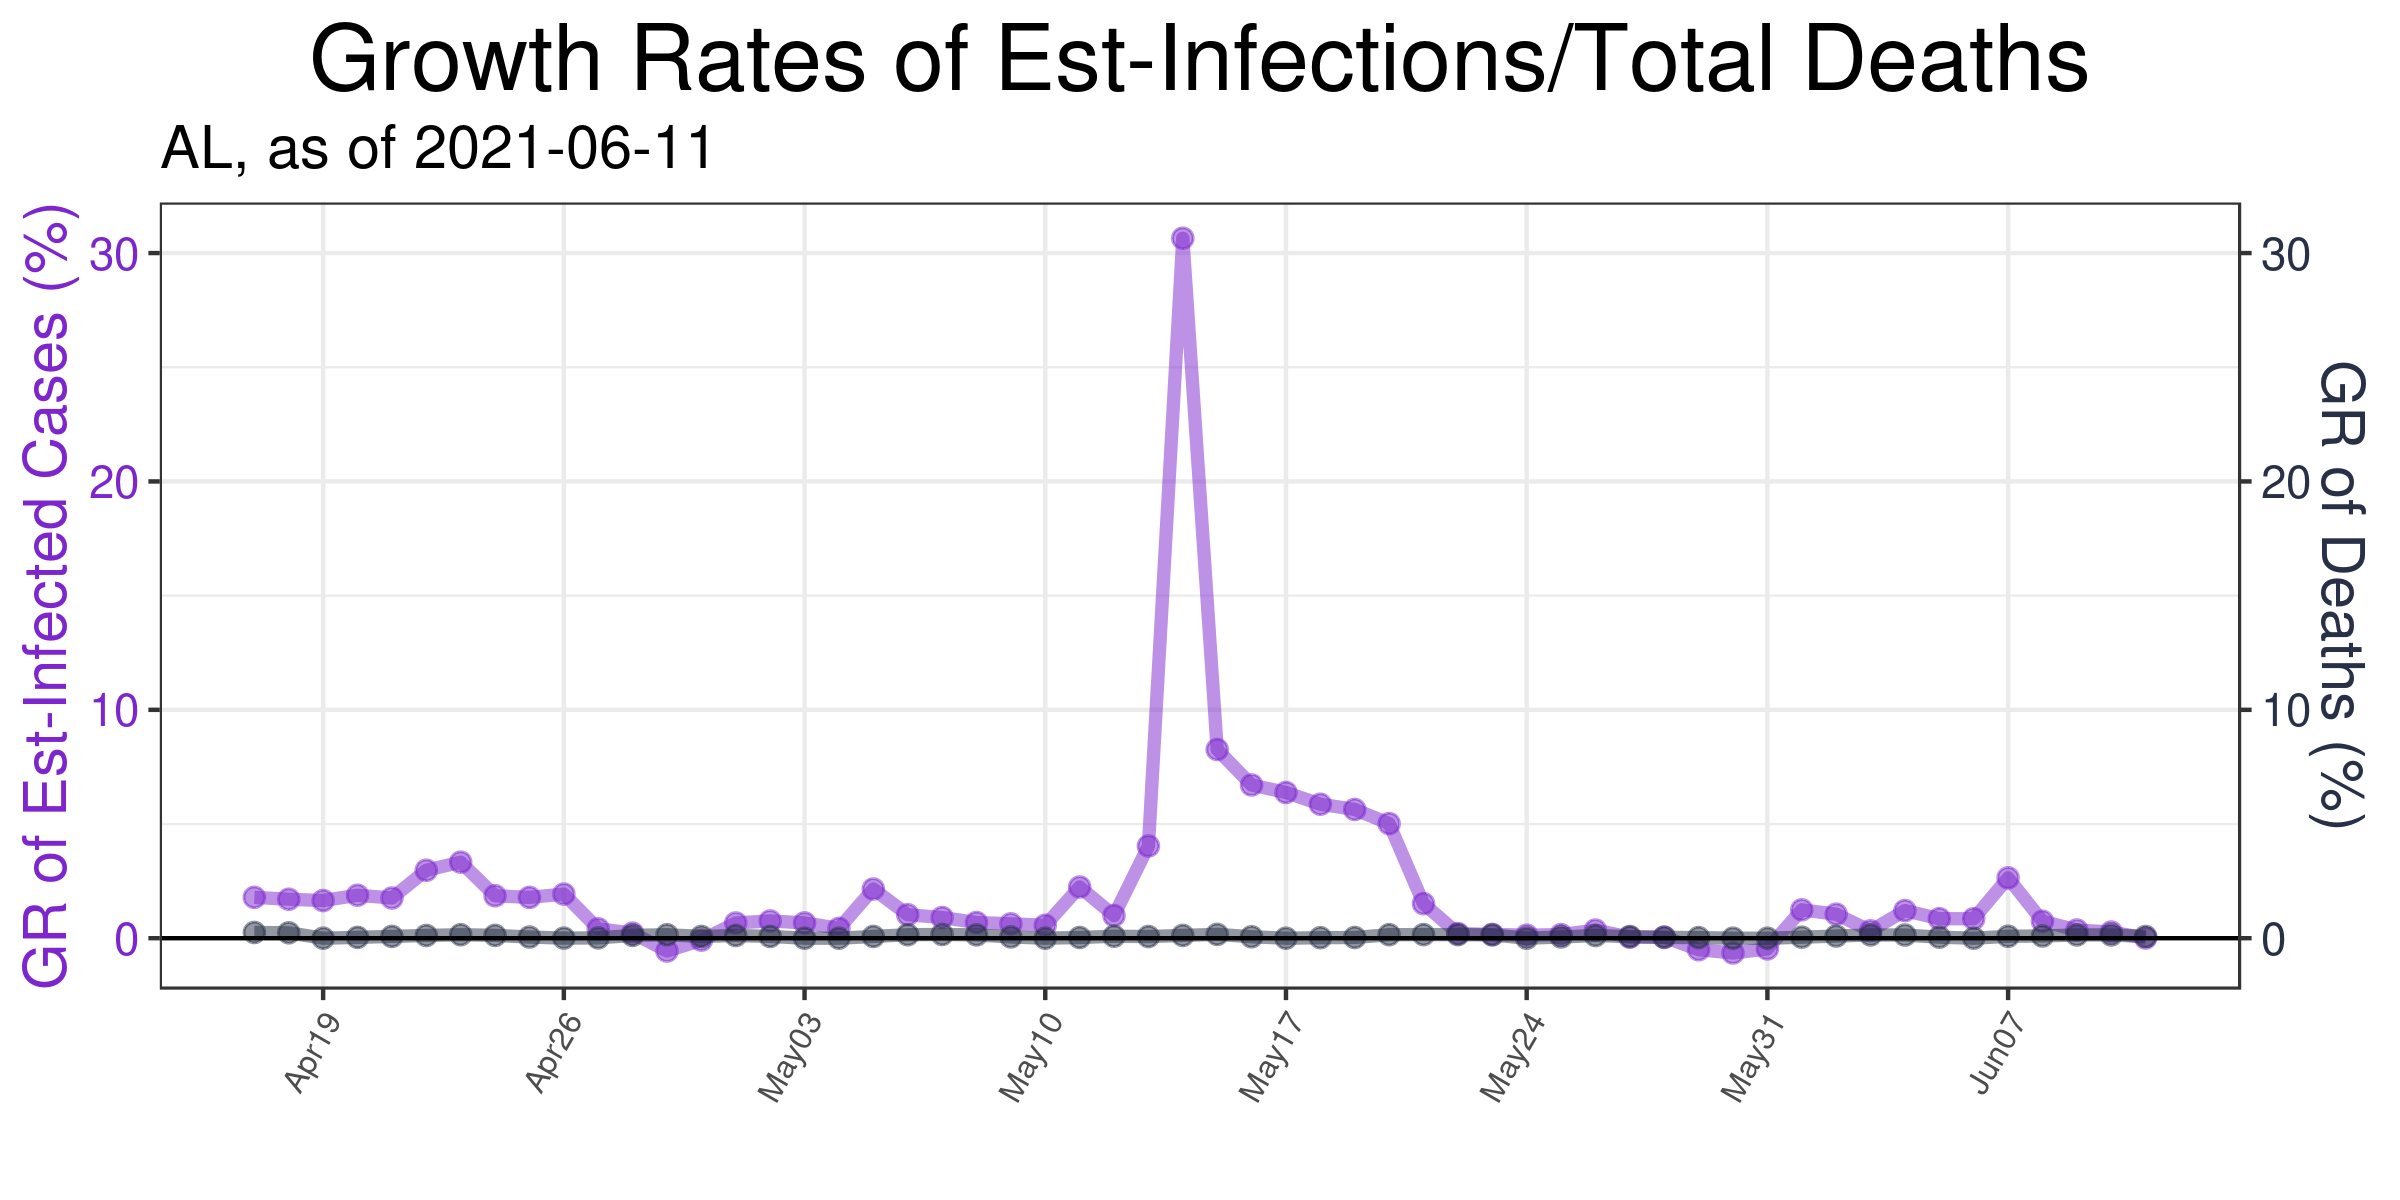 Growth Rates of Est-Infections/Total Deaths
AL, as of 2021-06-11
GR of Est-Infected Cases (%)
30
20
10
0
30
20
10
0
GR of Deaths (%)
Apr19
Apr26
May03
May10
May17
May24
May31
Jun07